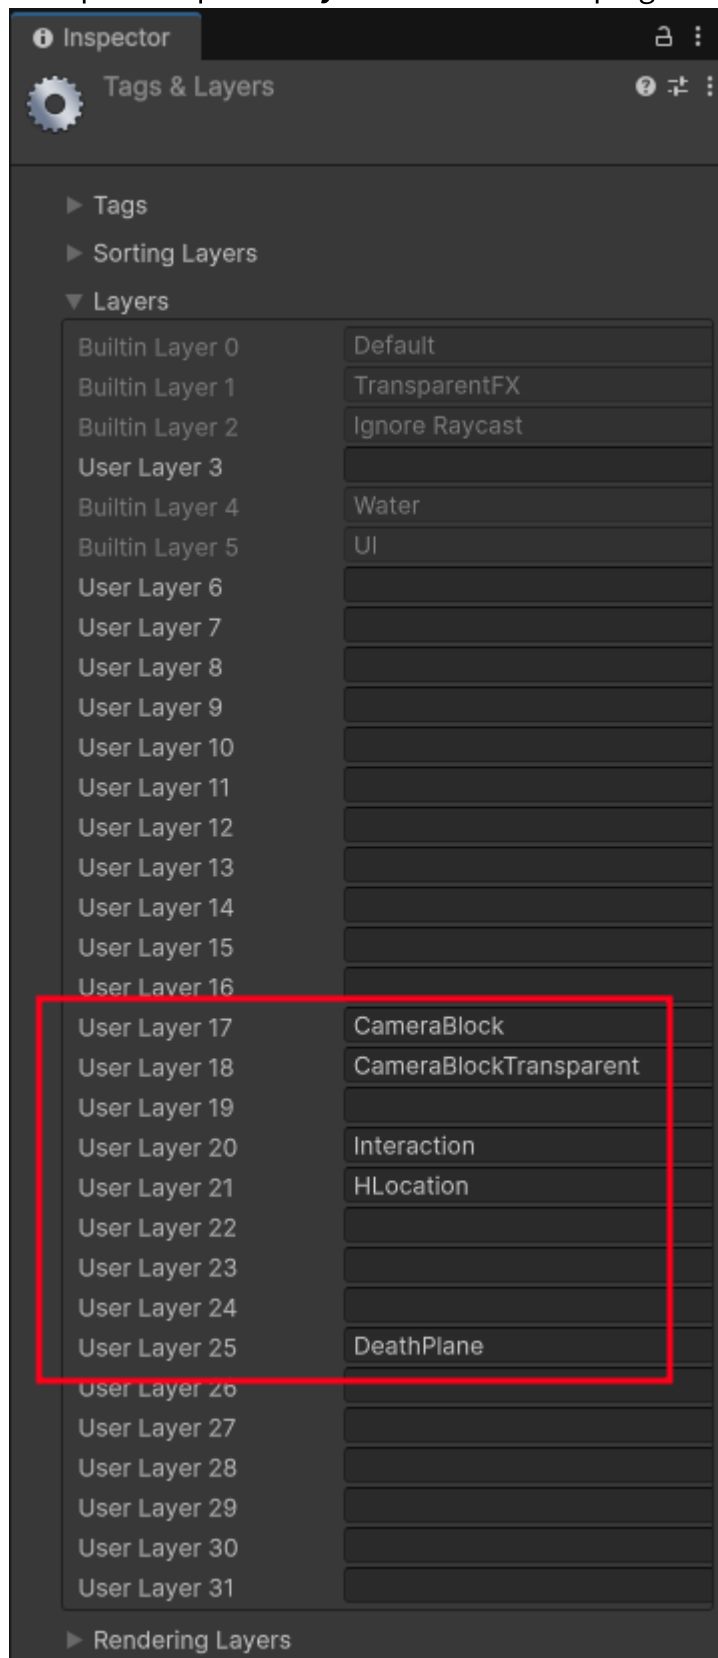 Inspector
Tags & Layers
Tags
Sorting Layers
Layers
Builtin Layer 0 Default
Builtin Layer 1 TransparentFX
Builtin Layer 2 Ignore Raycast
User Layer 3
Builtin Layer 4 Water
Builtin Layer 5 UI
User Layer 6
User Layer 7
User Layer 8
User Layer 9
User Layer 10
User Layer 11
User Layer 12
User Layer 13
User Layer 14
User Layer 15
User Layer 16
User Layer 17 CameraBlock
User Layer 18 CameraBlockTransparent
User Layer 19
User Layer 20 Interaction
User Layer 21 HLocation
User Layer 22
User Layer 23
User Layer 24
User Layer 25 DeathPlane
User Layer 26
User Layer 27
User Layer 28
User Layer 29
User Layer 30
User Layer 31
Rendering Layers